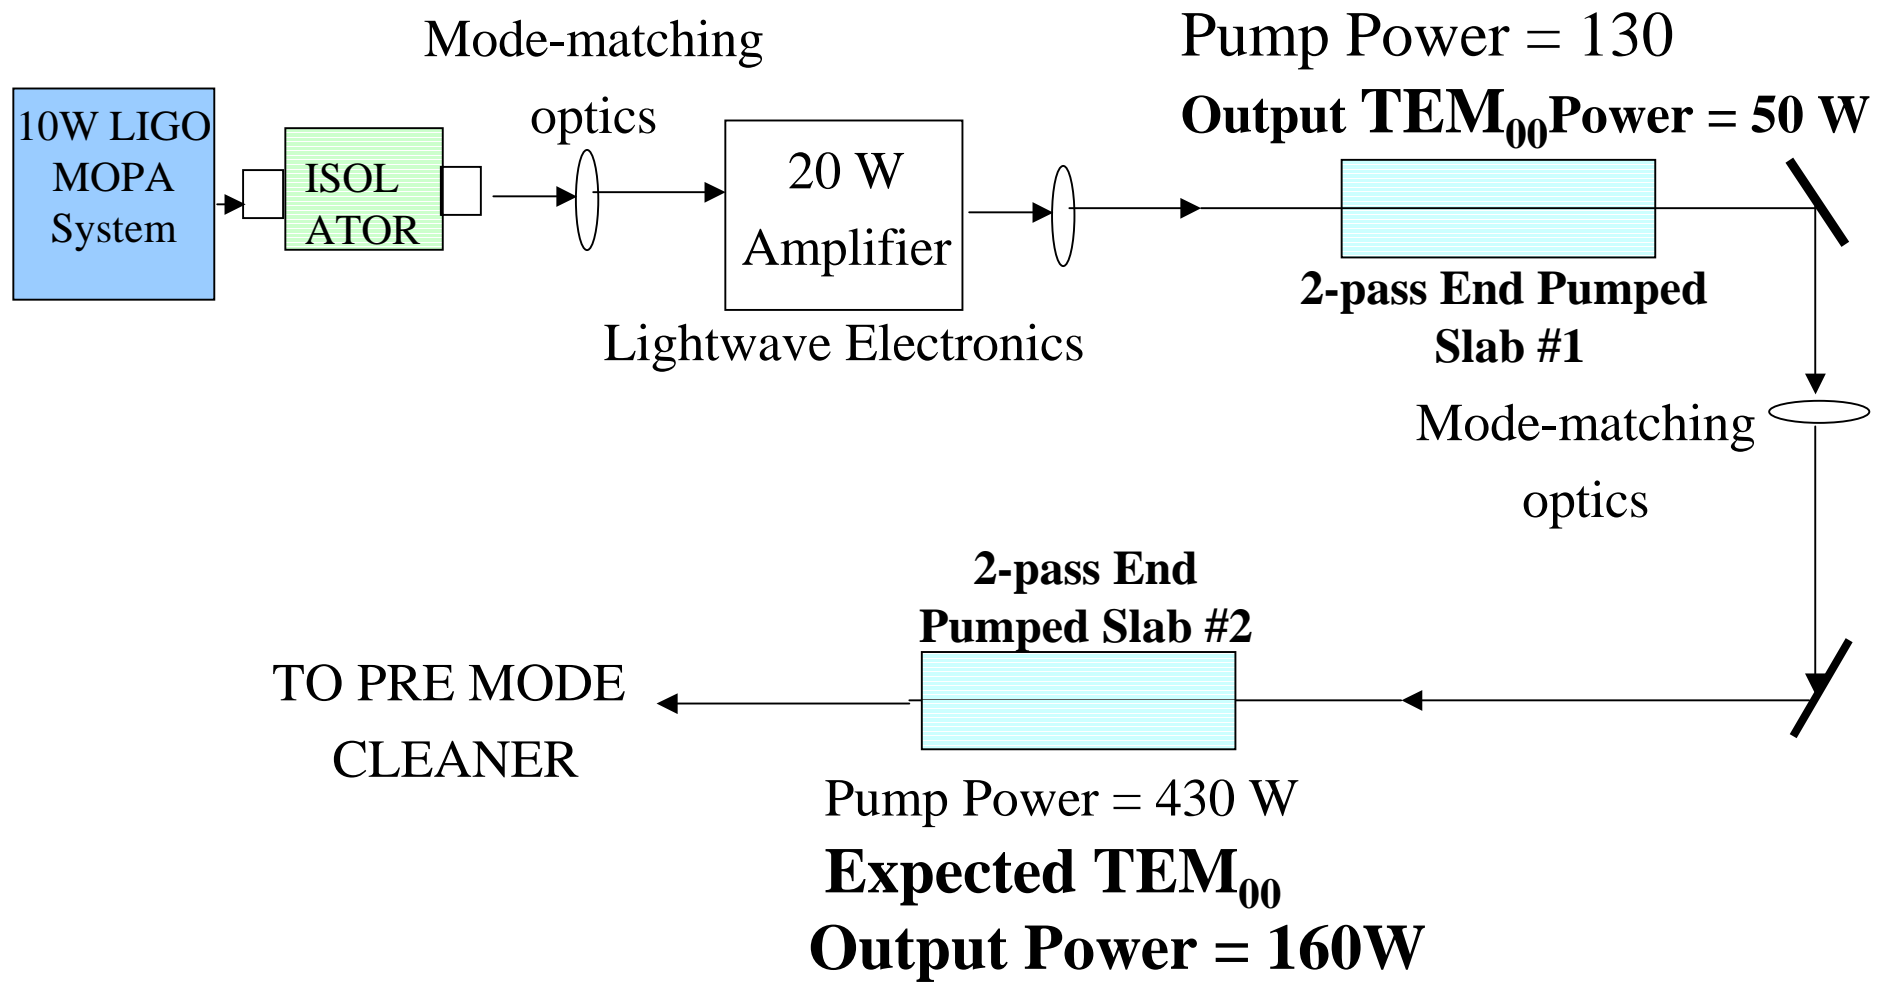 Mode-matching
optics
Pump Power = 130
Output TEM₀₀Power = 50 W
10W LIGO
MOPA
System
ISOL
ATOR
20 W
Amplifier
Lightwave Electronics
2-pass End Pumped
Slab #1
Mode-matching
optics
2-pass End
Pumped Slab #2
TO PRE MODE
CLEANER
Pump Power = 430 W
Expected TEM₀₀
Output Power = 160W